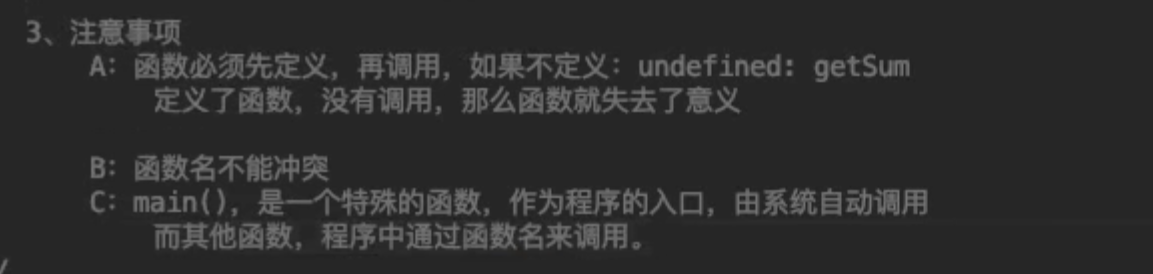 3、注意事项
A：函数必须先定义，再调用，如果不定义：undefined: getSum
定义了函数，没有调用，那么函数就失去了意义
B：函数名不能冲突
C：main()，是一个特殊的函数，作为程序的入口，由系统自动调用
而其他函数，程序中通过函数名来调用。
/